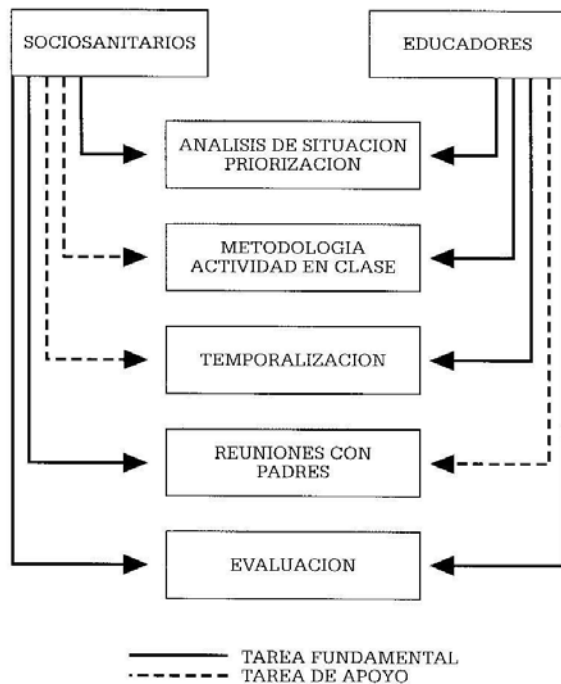 SOCIOSANITARIOS
EDUCADORES
ANALISIS DE SITUACION
PRIORIZACION
METODOLOGIA
ACTIVIDAD EN CLASE
TEMPORALIZACION
REUNIONES CON
PADRES
EVALUACION
TAREA FUNDAMENTAL
TAREA DE APOYO